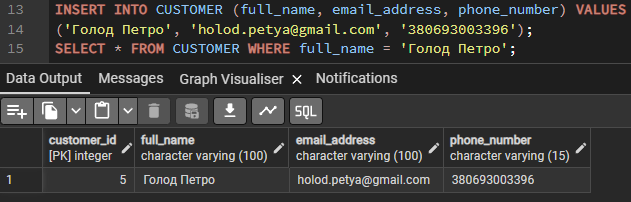 13 INSERT INTO CUSTOMER (full_name, email_address, phone_number) VALUES
14 ('Голод Петро', 'holod.petya@gmail.com', '380693003396');
15 SELECT * FROM CUSTOMER WHERE full_name = 'Голод Петро';
Data Output Messages Graph Visualiser Notifications
SQL
customer_id full_name email_address phone_number
[PK] integer character varying (100) character varying (100) character varying (15)
1 5 Голод Петро holod.petya@gmail.com 380693003396